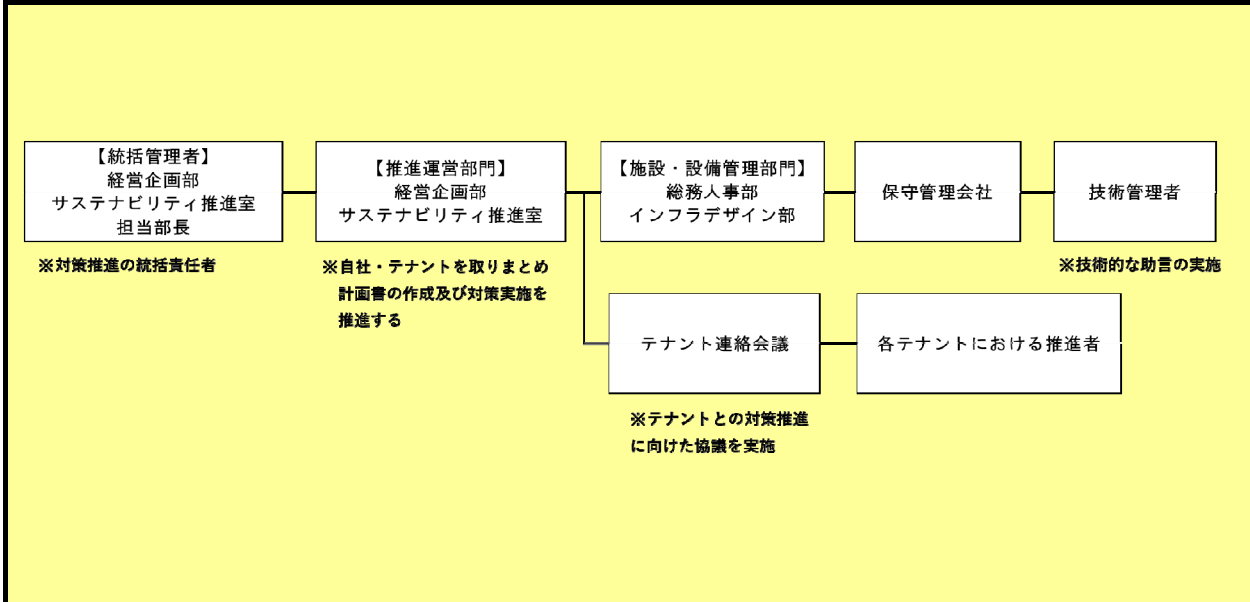 【統括管理者】
経営企画部
サステナビリティ推進室
担当部長
※対策推進の統括責任者
【推進運営部門】
経営企画部
サステナビリティ推進室
※自社・テナントを取りまとめ
計画書の作成及び対策実施を
推進する
【施設・設備管理部門】
総務人事部
インフラデザイン部
保守管理会社
技術管理者
※技術的な助言の実施
テナント連絡会議
※テナントとの対策推進
に向けた協議を実施
各テナントにおける推進者